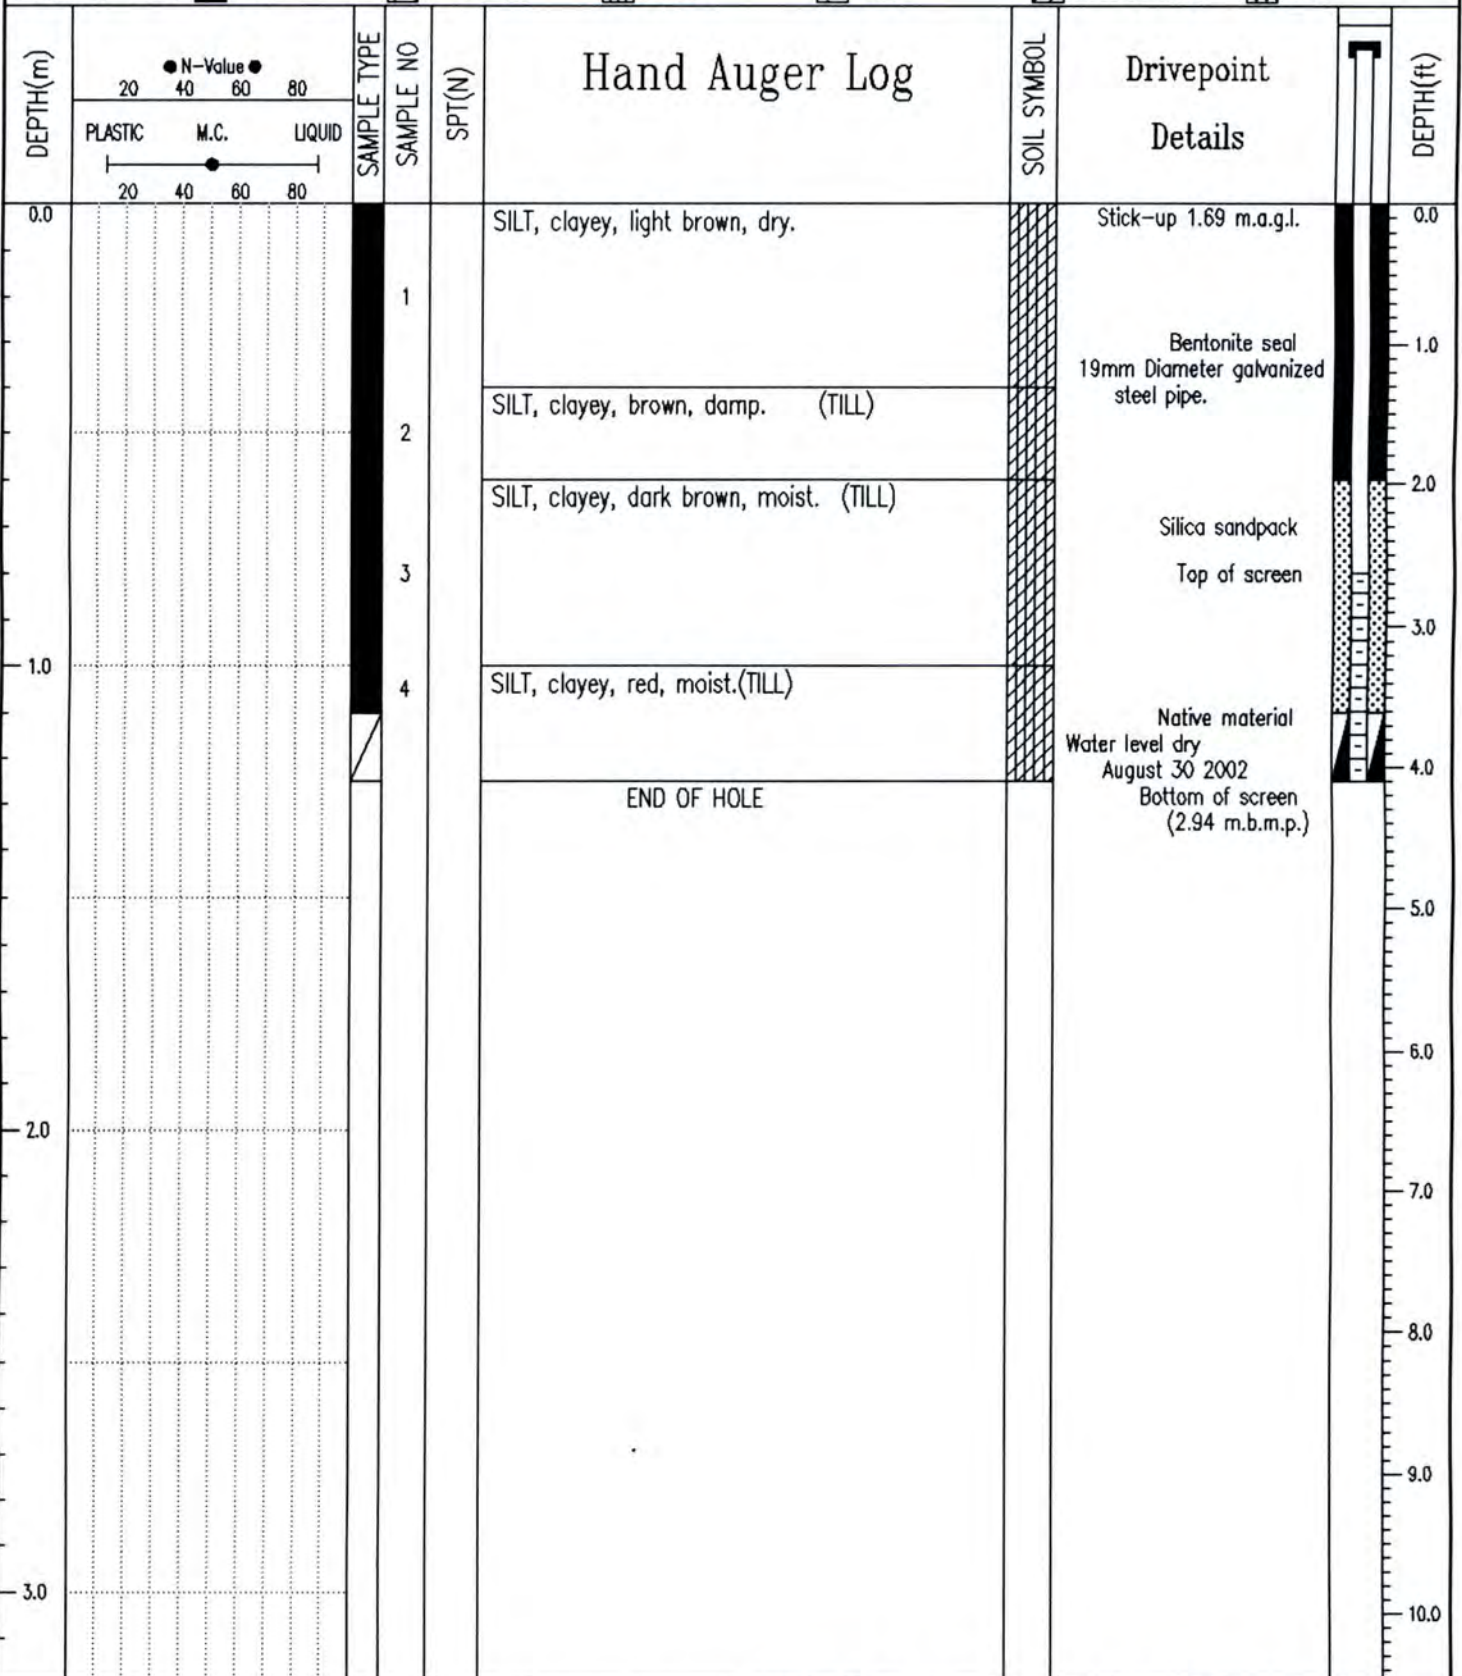 DEPTH(m)
N-Value
20 40 60 80
PLASTIC M.C. LIQUID
20 40 60 80
SAMPLE TYPE
SAMPLE NO
SPT(N)
Hand Auger Log
SOIL SYMBOL
Drivepoint
Details
DEPTH(ft)
0.0
1.0
2.0
3.0
1
2
3
4
SILT, clayey, light brown, dry.
SILT, clayey, brown, damp. (TILL)
SILT, clayey, dark brown, moist. (TILL)
SILT, clayey, red, moist.(TILL)
END OF HOLE
Stick-up 1.69 m.a.g.l.
Bentonite seal
19mm Diameter galvanized
steel pipe.
Silica sandpack
Top of screen
Native material
Water level dry
August 30 2002
Bottom of screen
(2.94 m.b.m.p.)
0.0
1.0
2.0
3.0
4.0
5.0
6.0
7.0
8.0
9.0
10.0